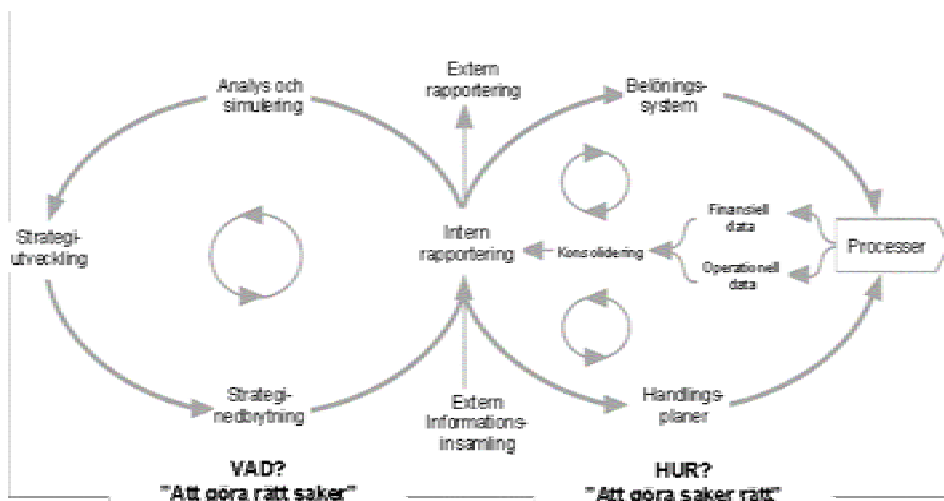 Analys och
simulering
Extern
rapportering
Belönings-
system
Strategi-
utveckling
Intern
rapportering
Konsolidering
Finansiell
data
Operationell
data
Processer
Strategi-
nedbrytning
Extern
Informations-
insamling
Handlings-
planer
VAD?
"Att göra rätt saker"
HUR?
"Att göra saker rätt"